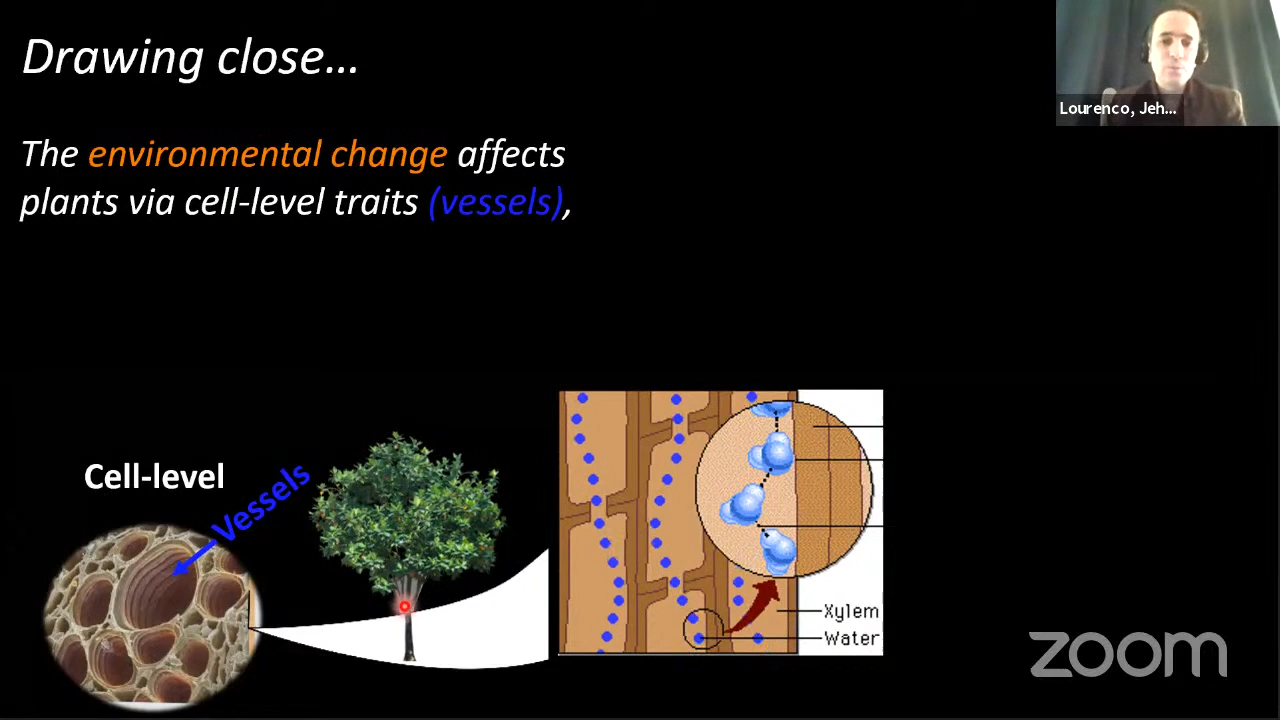 Drawing close...
Lourenco, Jeh...
The environmental change affects
plants via cell-level traits (vessels),
Cell-level
Vessels
Xylem
Water
zoom